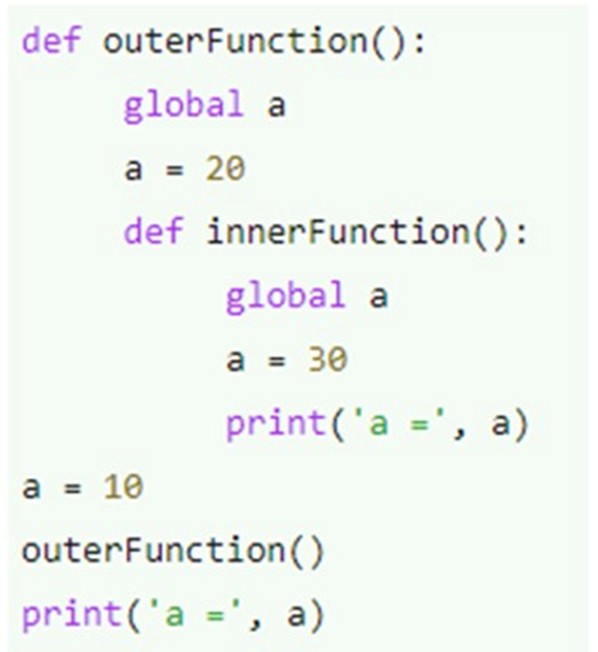 def outerFunction():
global a
a = 20
def innerFunction():
global a
a = 30
print('a =', a)
a = 10
outerFunction()
print('a =', a)